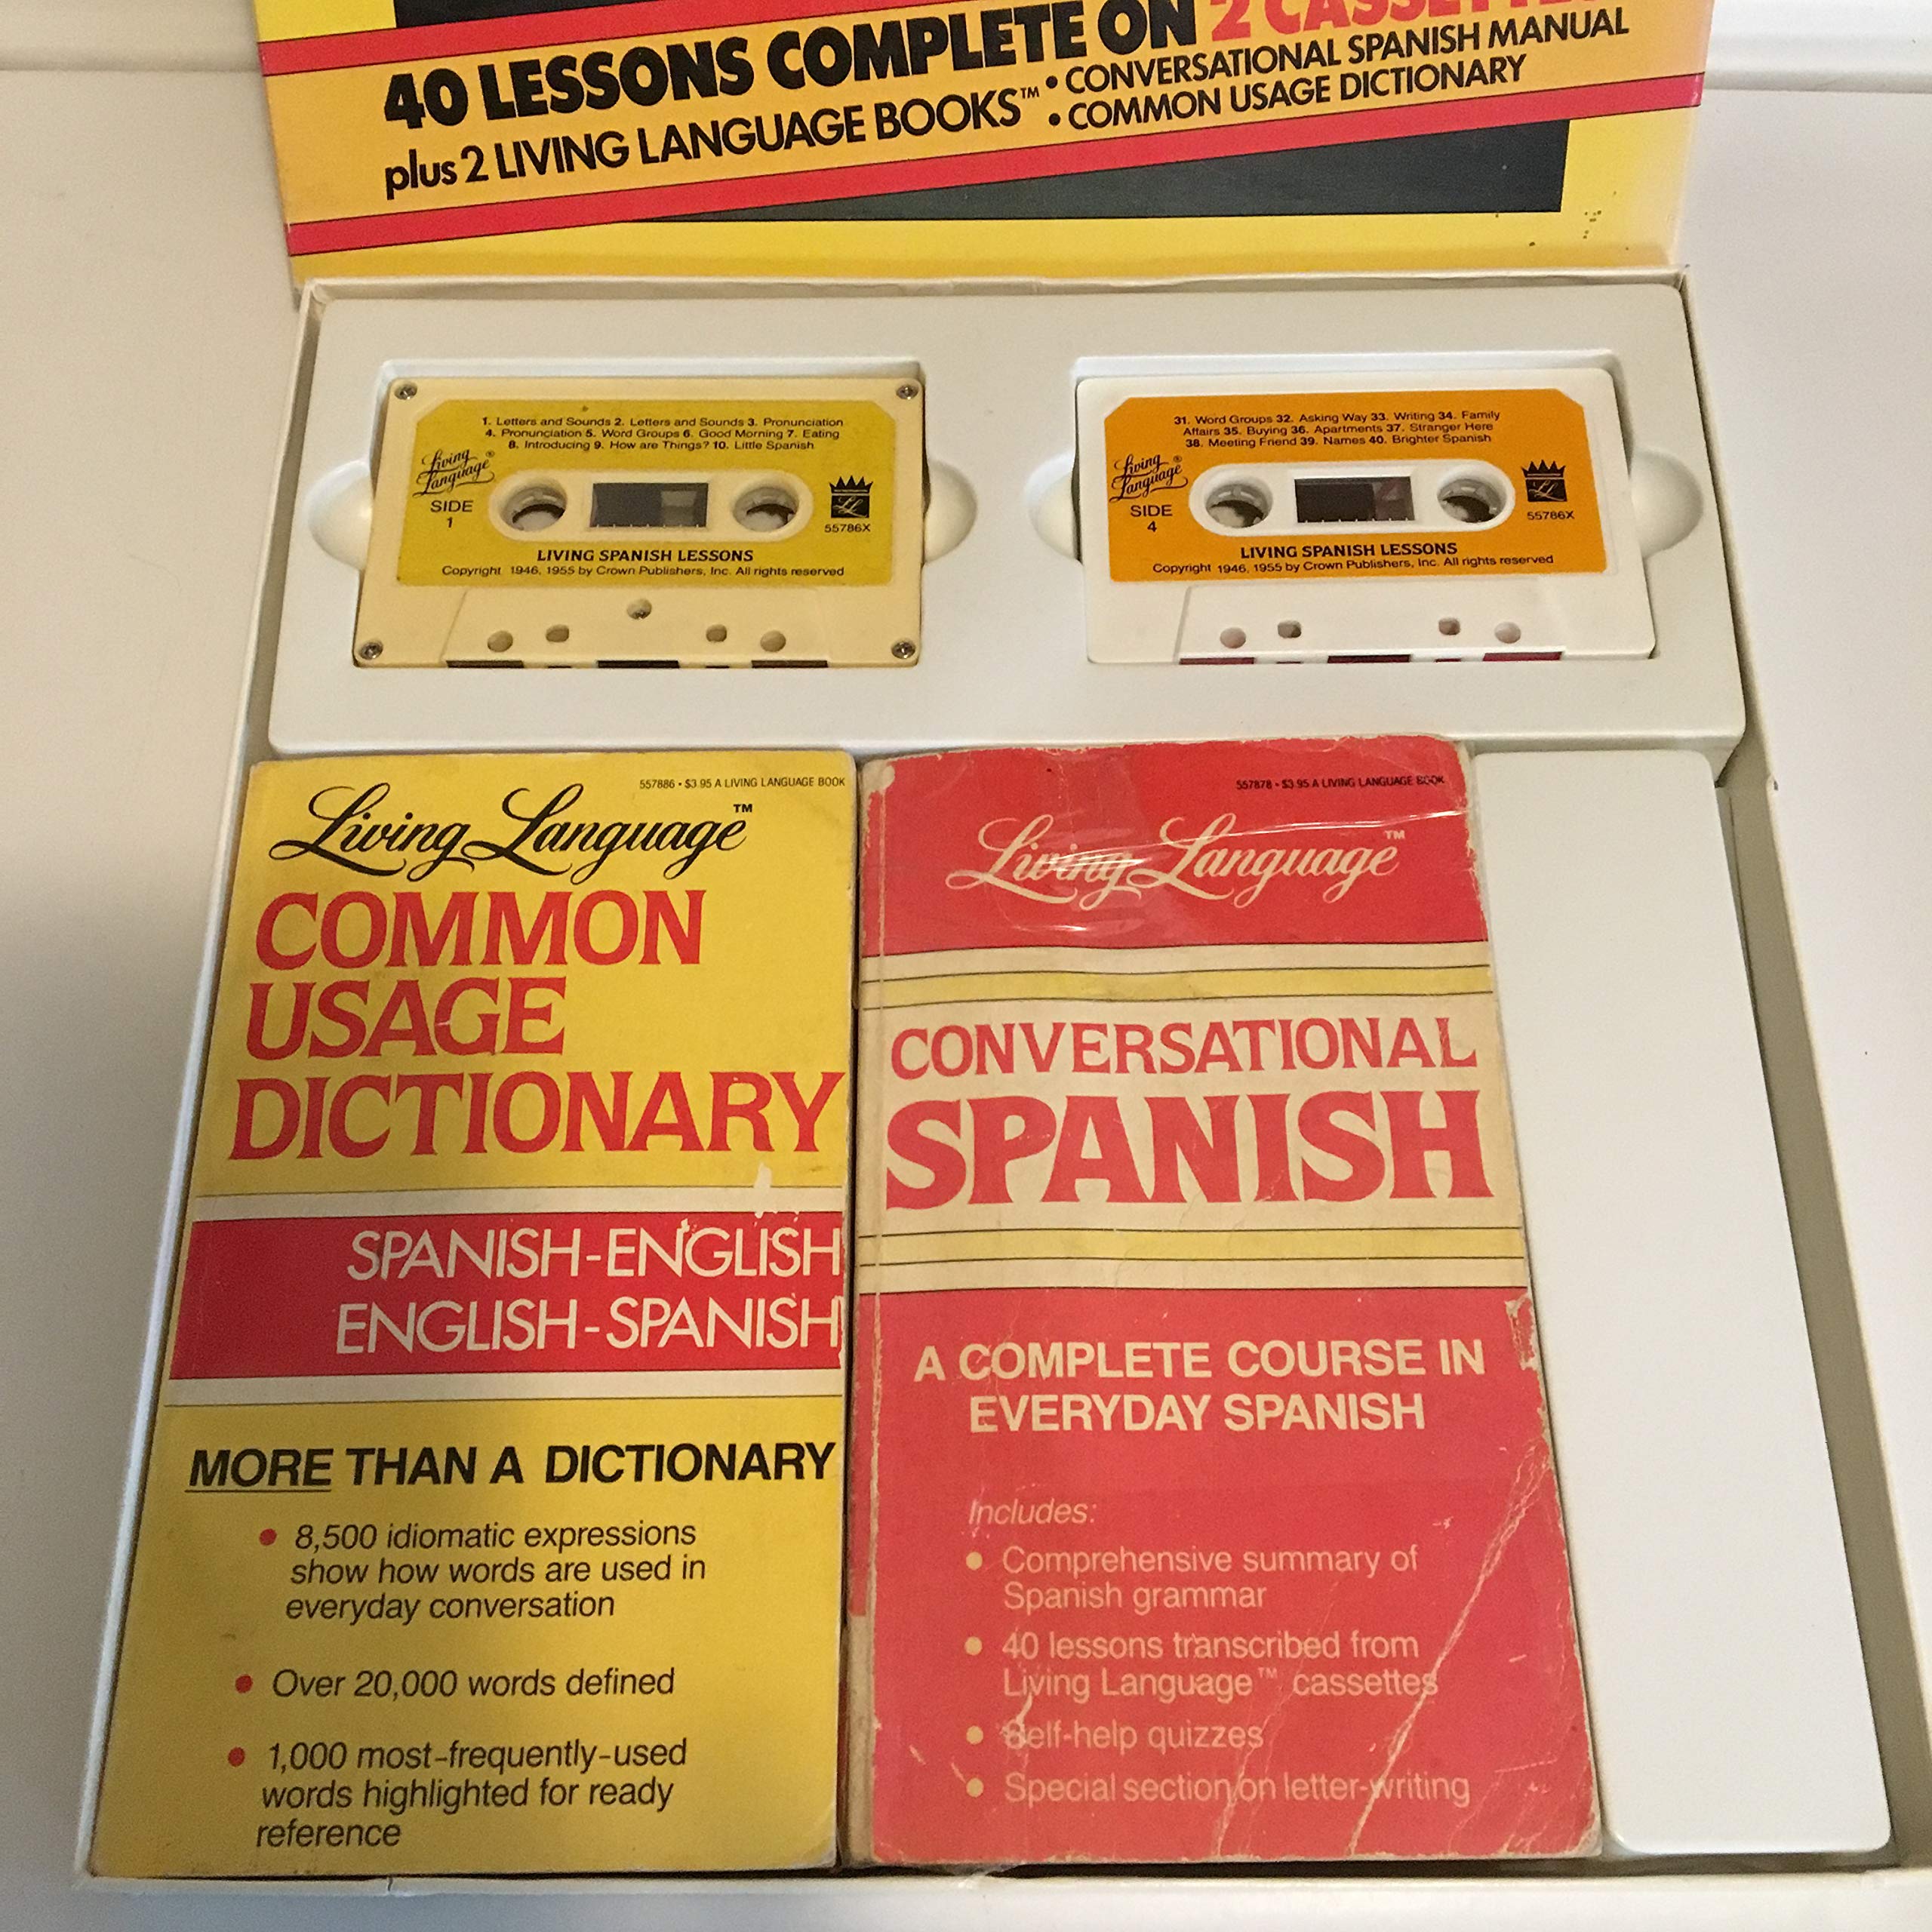 40 LESSONS COMPLETE ON 2 CASSETTES
plus 2 LIVING LANGUAGE BOOKS™ • CONVERSATIONAL SPANISH MANUAL
• COMMON USAGE DICTIONARY
1. Letters and Sounds 2. Letters and Sounds 3. Pronunciation
4. Pronunciation 5. Word Groups 6. Good Morning 7. Eating
8. Introducing 9. How are Things? 10. Little Spanish
Living
Language®
SIDE
1
LL
55786X
LIVING SPANISH LESSONS
Copyright 1946, 1955 by Crown Publishers, Inc. All rights reserved
31. Word Groups 32. Asking Way 33. Writing 34. Family
Affairs 35. Buying 36. Apartments 37. Stranger Here
38. Meeting Friend 39. Names 40. Brighter Spanish
Living
Language®
SIDE
4
LL
55786X
LIVING SPANISH LESSONS
Copyright 1946, 1955 by Crown Publishers, Inc. All rights reserved
557886 • $3.95 A LIVING LANGUAGE BOOK
Living Language™
COMMON
USAGE
DICTIONARY
SPANISH-ENGLISH
ENGLISH-SPANISH
MORE THAN A DICTIONARY
• 8,500 idiomatic expressions
show how words are used in
everyday conversation
• Over 20,000 words defined
• 1,000 most-frequently-used
words highlighted for ready
reference
557878 • $3.95 A LIVING LANGUAGE BOOK
Living Language™
CONVERSATIONAL
SPANISH
A COMPLETE COURSE IN
EVERYDAY SPANISH
Includes:
• Comprehensive summary of
Spanish grammar
• 40 lessons transcribed from
Living Language™ cassettes
• Self-help quizzes
• Special section on letter-writing